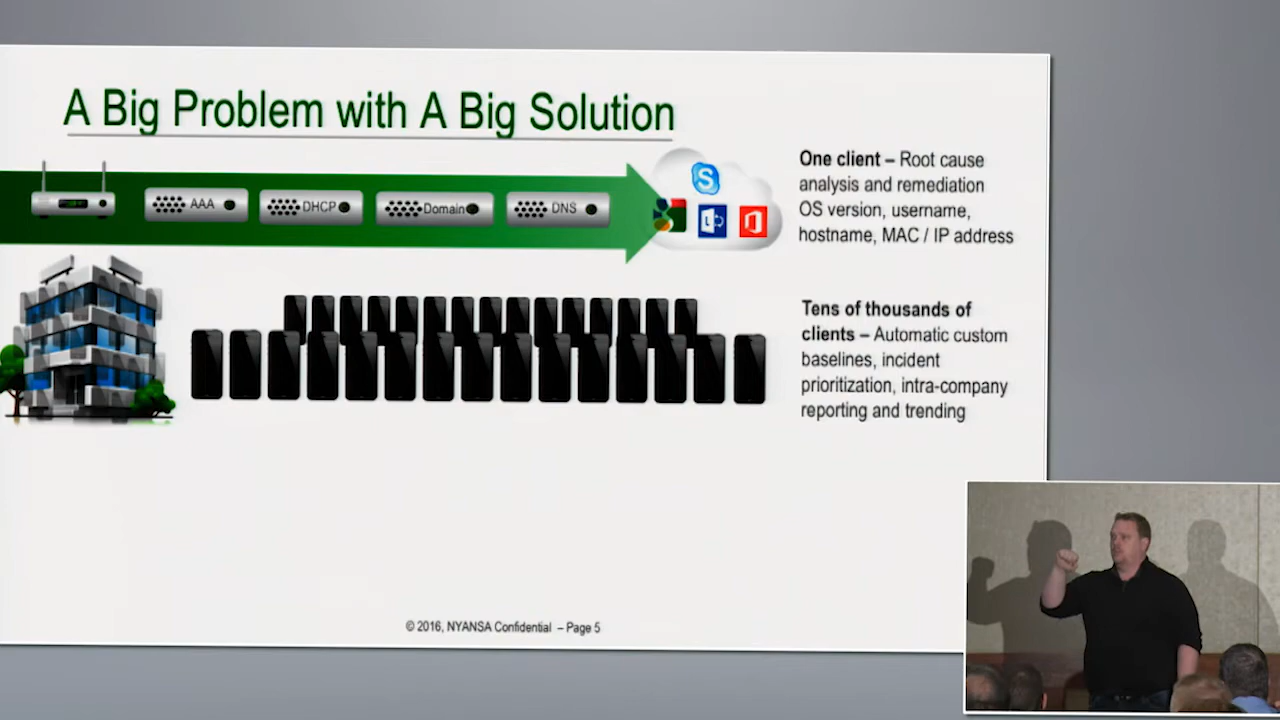 A Big Problem with A Big Solution
AAA
DHCP
Domain
DNS
S
One client – Root cause
analysis and remediation
OS version, username,
hostname, MAC / IP address
Tens of thousands of
clients – Automatic custom
baselines, incident
prioritization, intra-company
reporting and trending
© 2016, NYANSA Confidential – Page 5